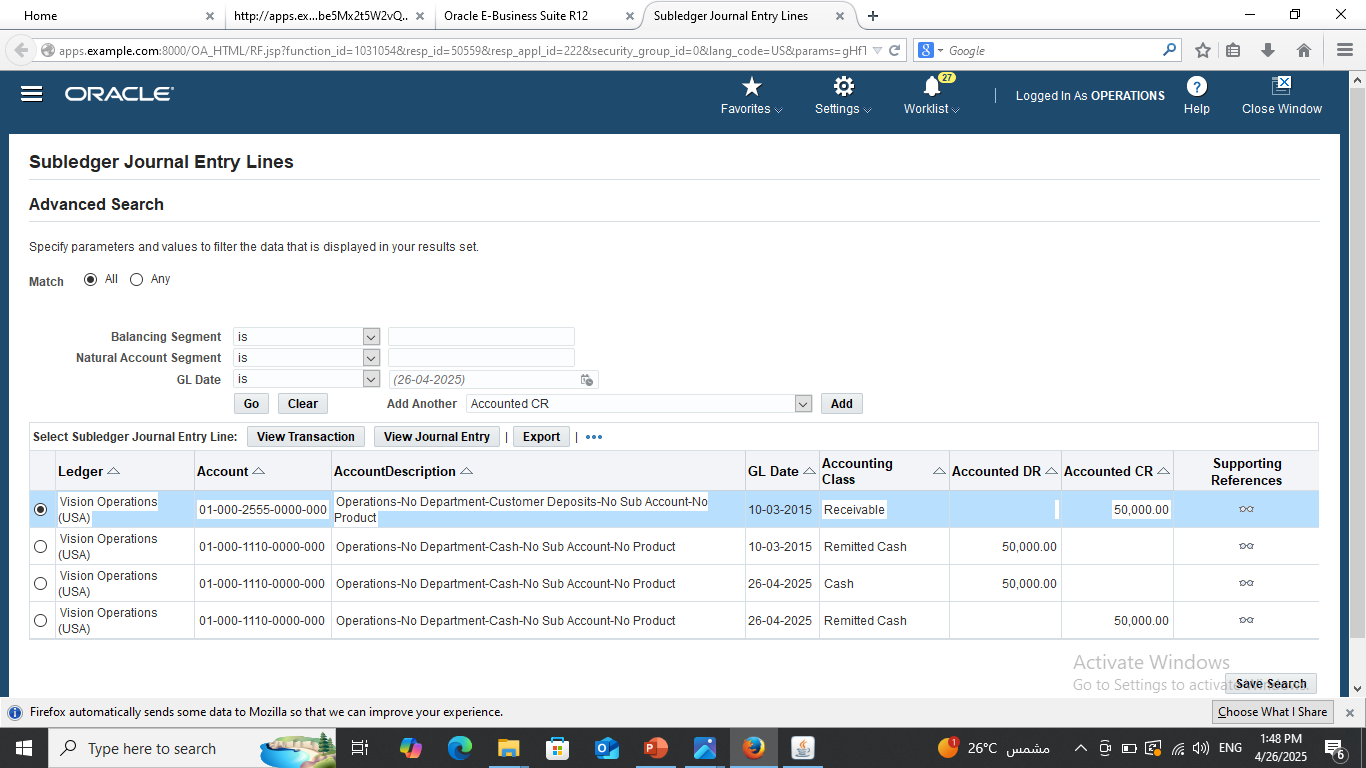 Home
http://apps.ex...be5Mx2t5W2vQ..
Oracle E-Business Suite R12
Subledger Journal Entry Lines
apps.example.com:8000/OA_HTML/RF.jsp?function_id=1031054&resp_id=50559&resp_appl_id=222&security_group_id=0&lang_code=US&params=gHfT
Google
ORACLE
Favorites
Settings
27
Worklist
Logged In As OPERATIONS
Help
Close Window
Subledger Journal Entry Lines
Advanced Search
Specify parameters and values to filter the data that is displayed in your results set.
Match All Any
Balancing Segment is
Natural Account Segment is
GL Date is (26-04-2025)
Go Clear Add Another Accounted CR Add
Select Subledger Journal Entry Line: View Transaction View Journal Entry | Export | •••
Ledger Account AccountDescription GL Date Accounting Class Accounted DR Accounted CR Supporting References
Vision Operations (USA) 01-000-2555-0000-000 Operations-No Department-Customer Deposits-No Sub Account-No Product 10-03-2015 Receivable 50,000.00
Vision Operations (USA) 01-000-1110-0000-000 Operations-No Department-Cash-No Sub Account-No Product 10-03-2015 Remitted Cash 50,000.00
Vision Operations (USA) 01-000-1110-0000-000 Operations-No Department-Cash-No Sub Account-No Product 26-04-2025 Cash 50,000.00
Vision Operations (USA) 01-000-1110-0000-000 Operations-No Department-Cash-No Sub Account-No Product 26-04-2025 Remitted Cash 50,000.00
Activate Windows
Go to Settings to activate Windows.
Save Search
Firefox automatically sends some data to Mozilla so that we can improve your experience.
Choose What I Share
Type here to search
1
26°C مشمس
ENG
1:48 PM
4/26/2025
6